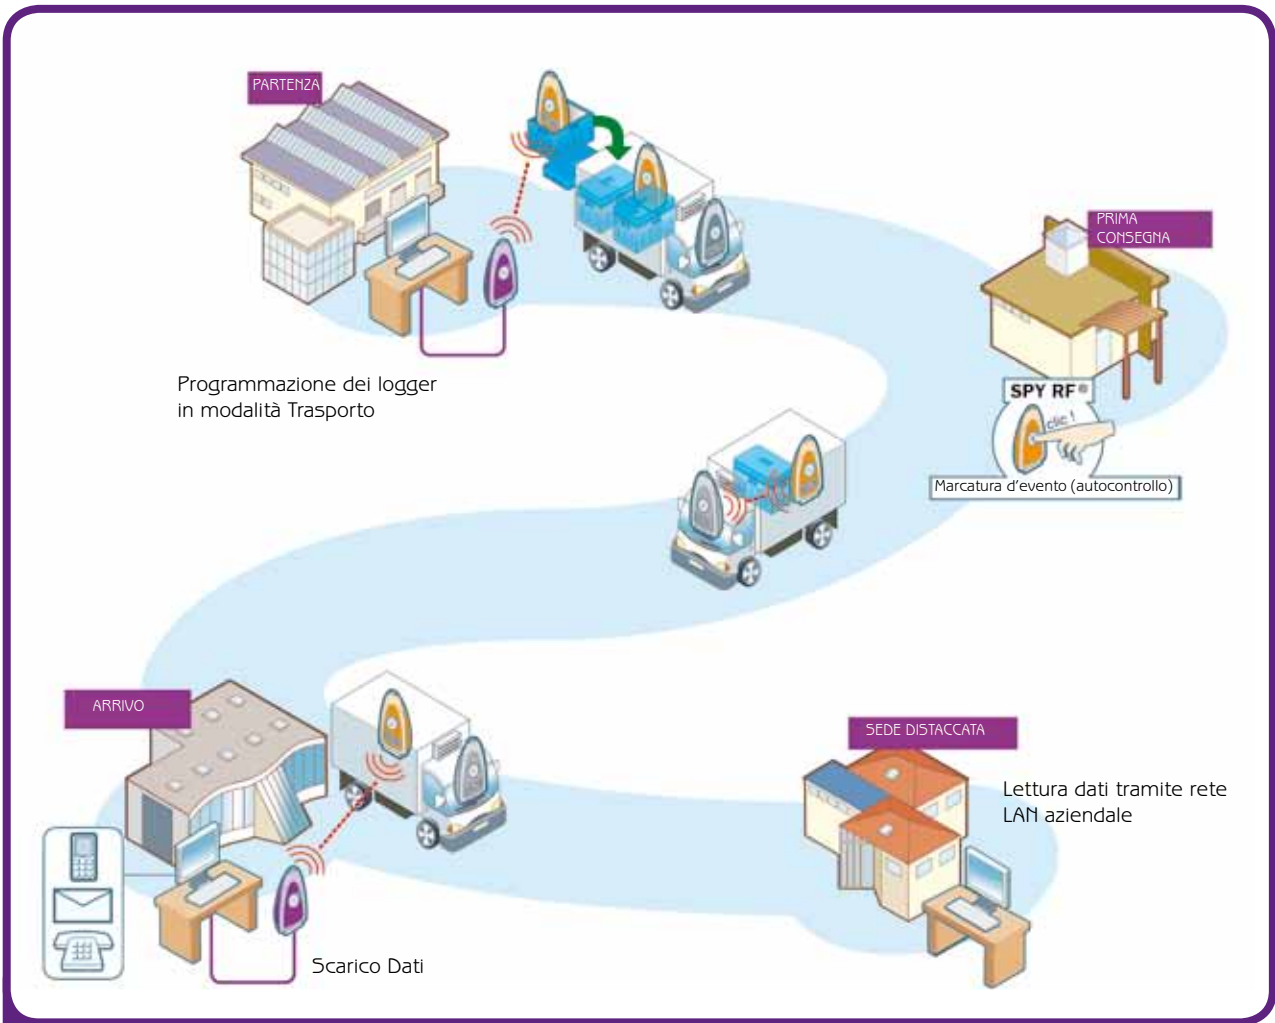 PARTENZA
PRIMA
CONSEGNA
Programmazione dei logger
in modalità Trasporto
SPY RF®
clic !
Marcatura d'evento (autocontrollo)
ARRIVO
SEDE DISTACCATA
Lettura dati tramite rete
LAN aziendale
Scarico Dati